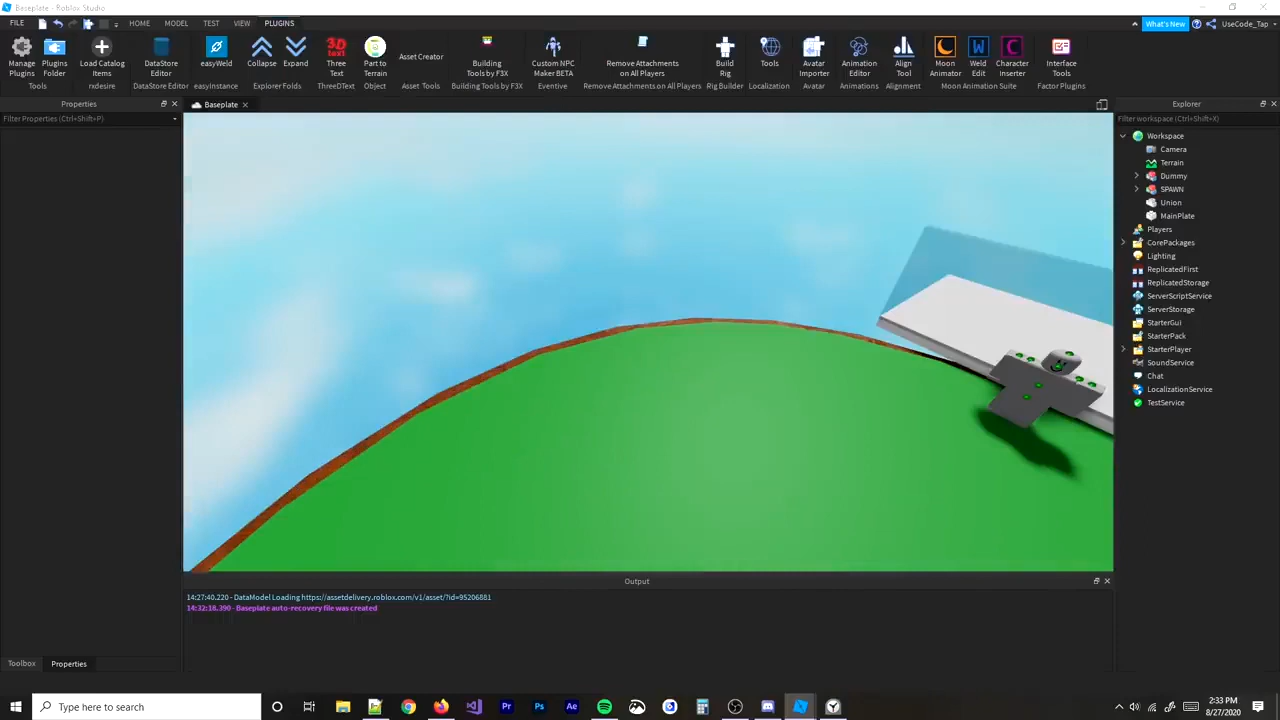 Baseplate - Roblox Studio
FILE HOME MODEL TEST VIEW PLUGINS What's New UseCode_Tap
Manage Plugins
Plugins Folder
Tools
Load Catalog Items
rxdesire
DataStore Editor
DataStore Editor
easyWeld
easyInstance
Collapse
Expand
Explorer Folds
3D text
Three Text
ThreeDText
Part to Terrain
Object
Asset Creator
Asset Tools
Building Tools by F3X
Building Tools by F3X
Custom NPC Maker BETA
Eventive
Remove Attachments on All Players
Remove Attachments on All Players
Build Rig
Rig Builder
Tools
Localization
Avatar Importer
Avatar
Animation Editor
Animations
Align Tool
Alignment
Moon Animator
Weld Edit
Character Inserter
Moon Animation Suite
Interface Tools
Factor Plugins
Properties
Filter Properties (Ctrl+Shift+P)
Baseplate
Explorer
Filter workspace (Ctrl+Shift+X)
Workspace
Camera
Terrain
Dummy
SPAWN
Union
MainPlate
Players
CorePackages
Lighting
ReplicatedFirst
ReplicatedStorage
ServerScriptService
ServerStorage
StarterGui
StarterPack
StarterPlayer
SoundService
Chat
LocalizationService
TestService
Output
14:27:40.220 - DataModel Loading https://assetdelivery.roblox.com/v1/asset/?id=95206881
14:32:18.390 - Baseplate auto-recovery file was created
Toolbox Properties
Type here to search
Pr Ps Ae
2:33 PM
8/27/2020